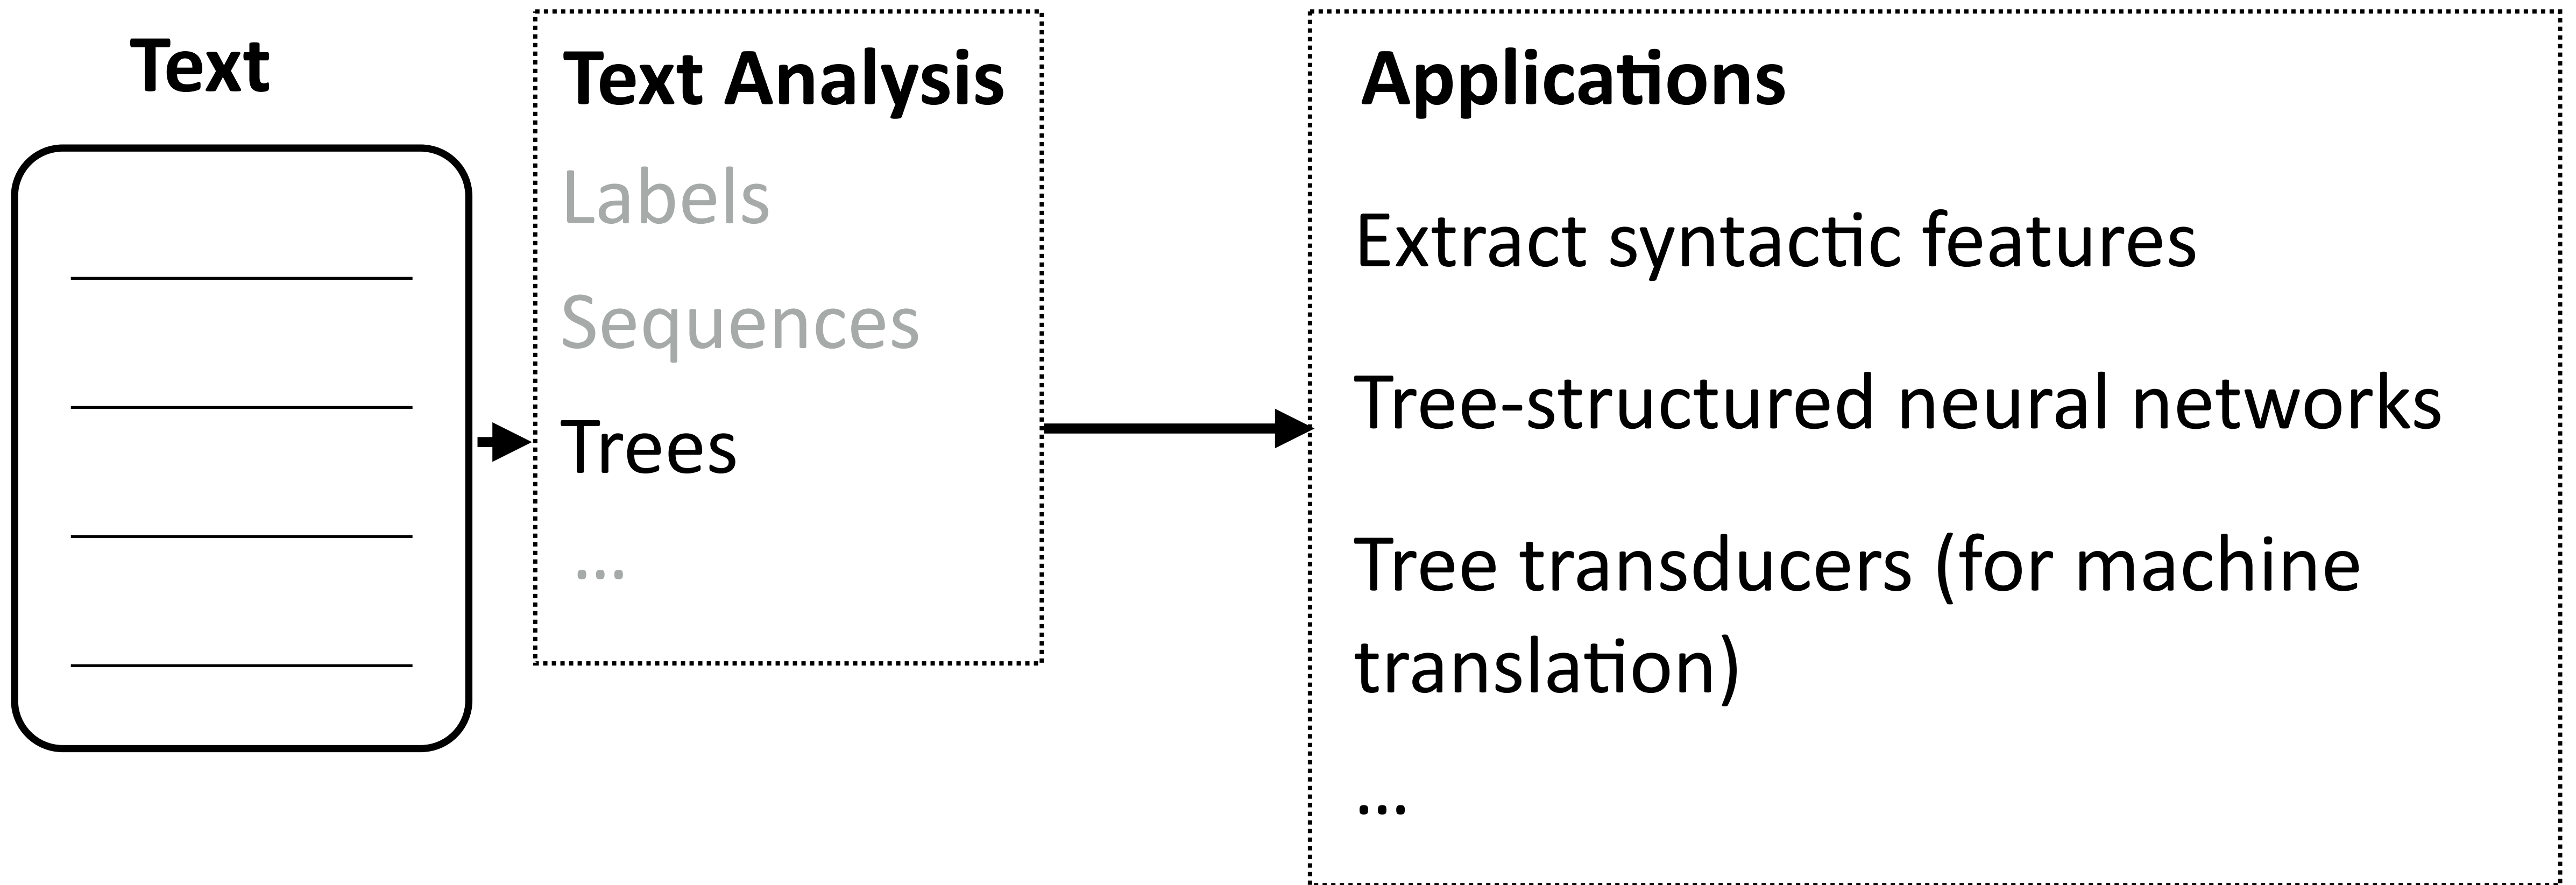 Text
Text Analysis
Labels
Sequences
Trees
...
Applications
Extract syntactic features
Tree-structured neural networks
Tree transducers (for machine
translation)
...